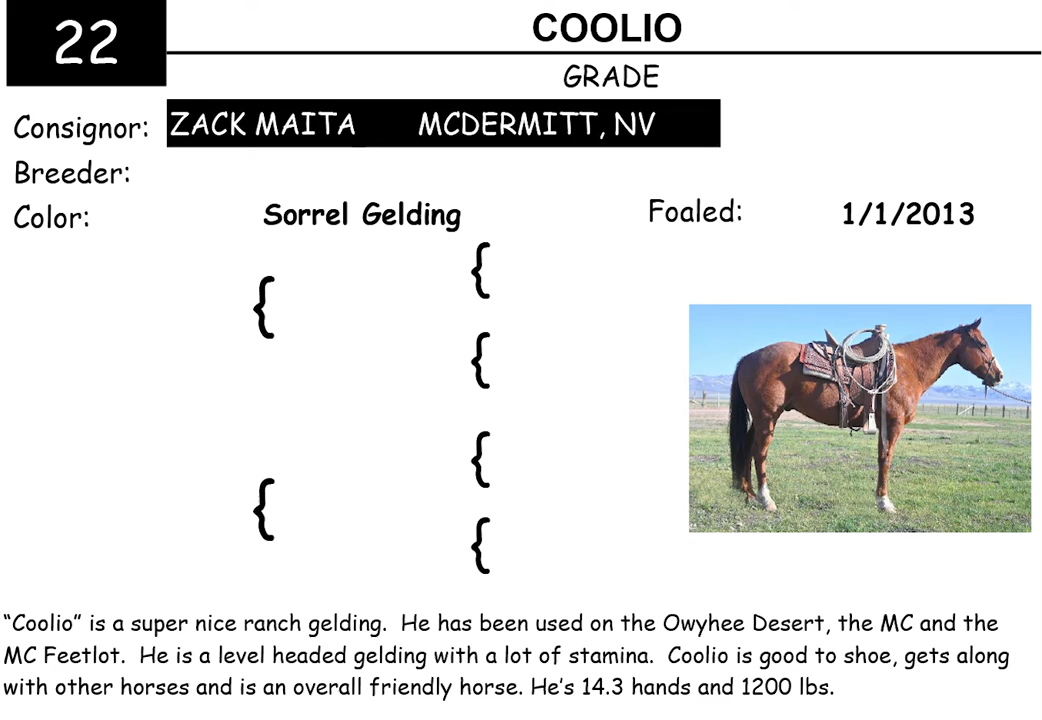 22
COOLIO
GRADE
Consignor: ZACK MAITA MCDERMITT, NV
Breeder:
Color: Sorrel Gelding Foaled: 1/1/2013
{
{
{
{
{
{
“Coolio” is a super nice ranch gelding. He has been used on the Owyhee Desert, the MC and the
MC Feetlot. He is a level headed gelding with a lot of stamina. Coolio is good to shoe, gets along
with other horses and is an overall friendly horse. He’s 14.3 hands and 1200 lbs.